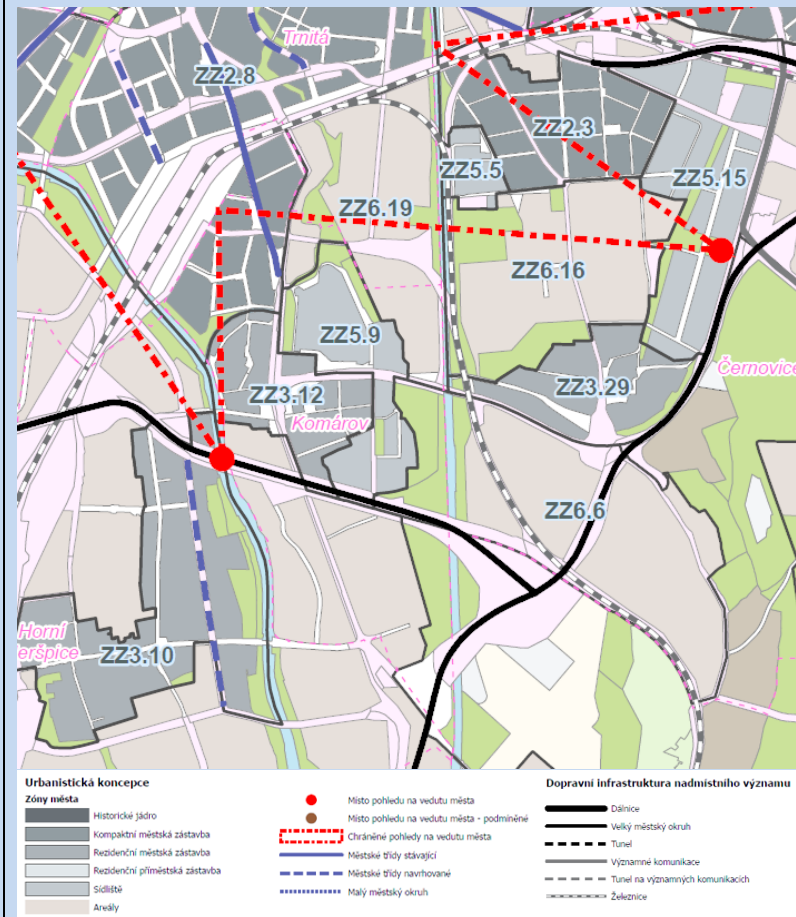 Trnitá
ZZ2.8
ZZ2.3
ZZ5.5
ZZ5.15
ZZ6.19
ZZ6.16
ZZ5.9
ZZ3.12
ZZ3.29
Černovice
Komárov
ZZ6.6
Horní
eršpice
ZZ3.10
Urbanistická koncepce
Zóny města
Historické jádro
Kompaktní městská zástavba
Rezidenční městská zástavba
Rezidenční příměstská zástavba
Sídliště
Areály
Místo pohledu na vedutu města
Místo pohledu na vedutu města - podmíněné
Chráněné pohledy na vedutu města
Městské třídy stávající
Městské třídy navrhované
Malý městský okruh
Dopravní infrastruktura nadmístního významu
Dálnice
Velký městský okruh
Tunel
Významné komunikace
Tunel na významných komunikacích
Železnice